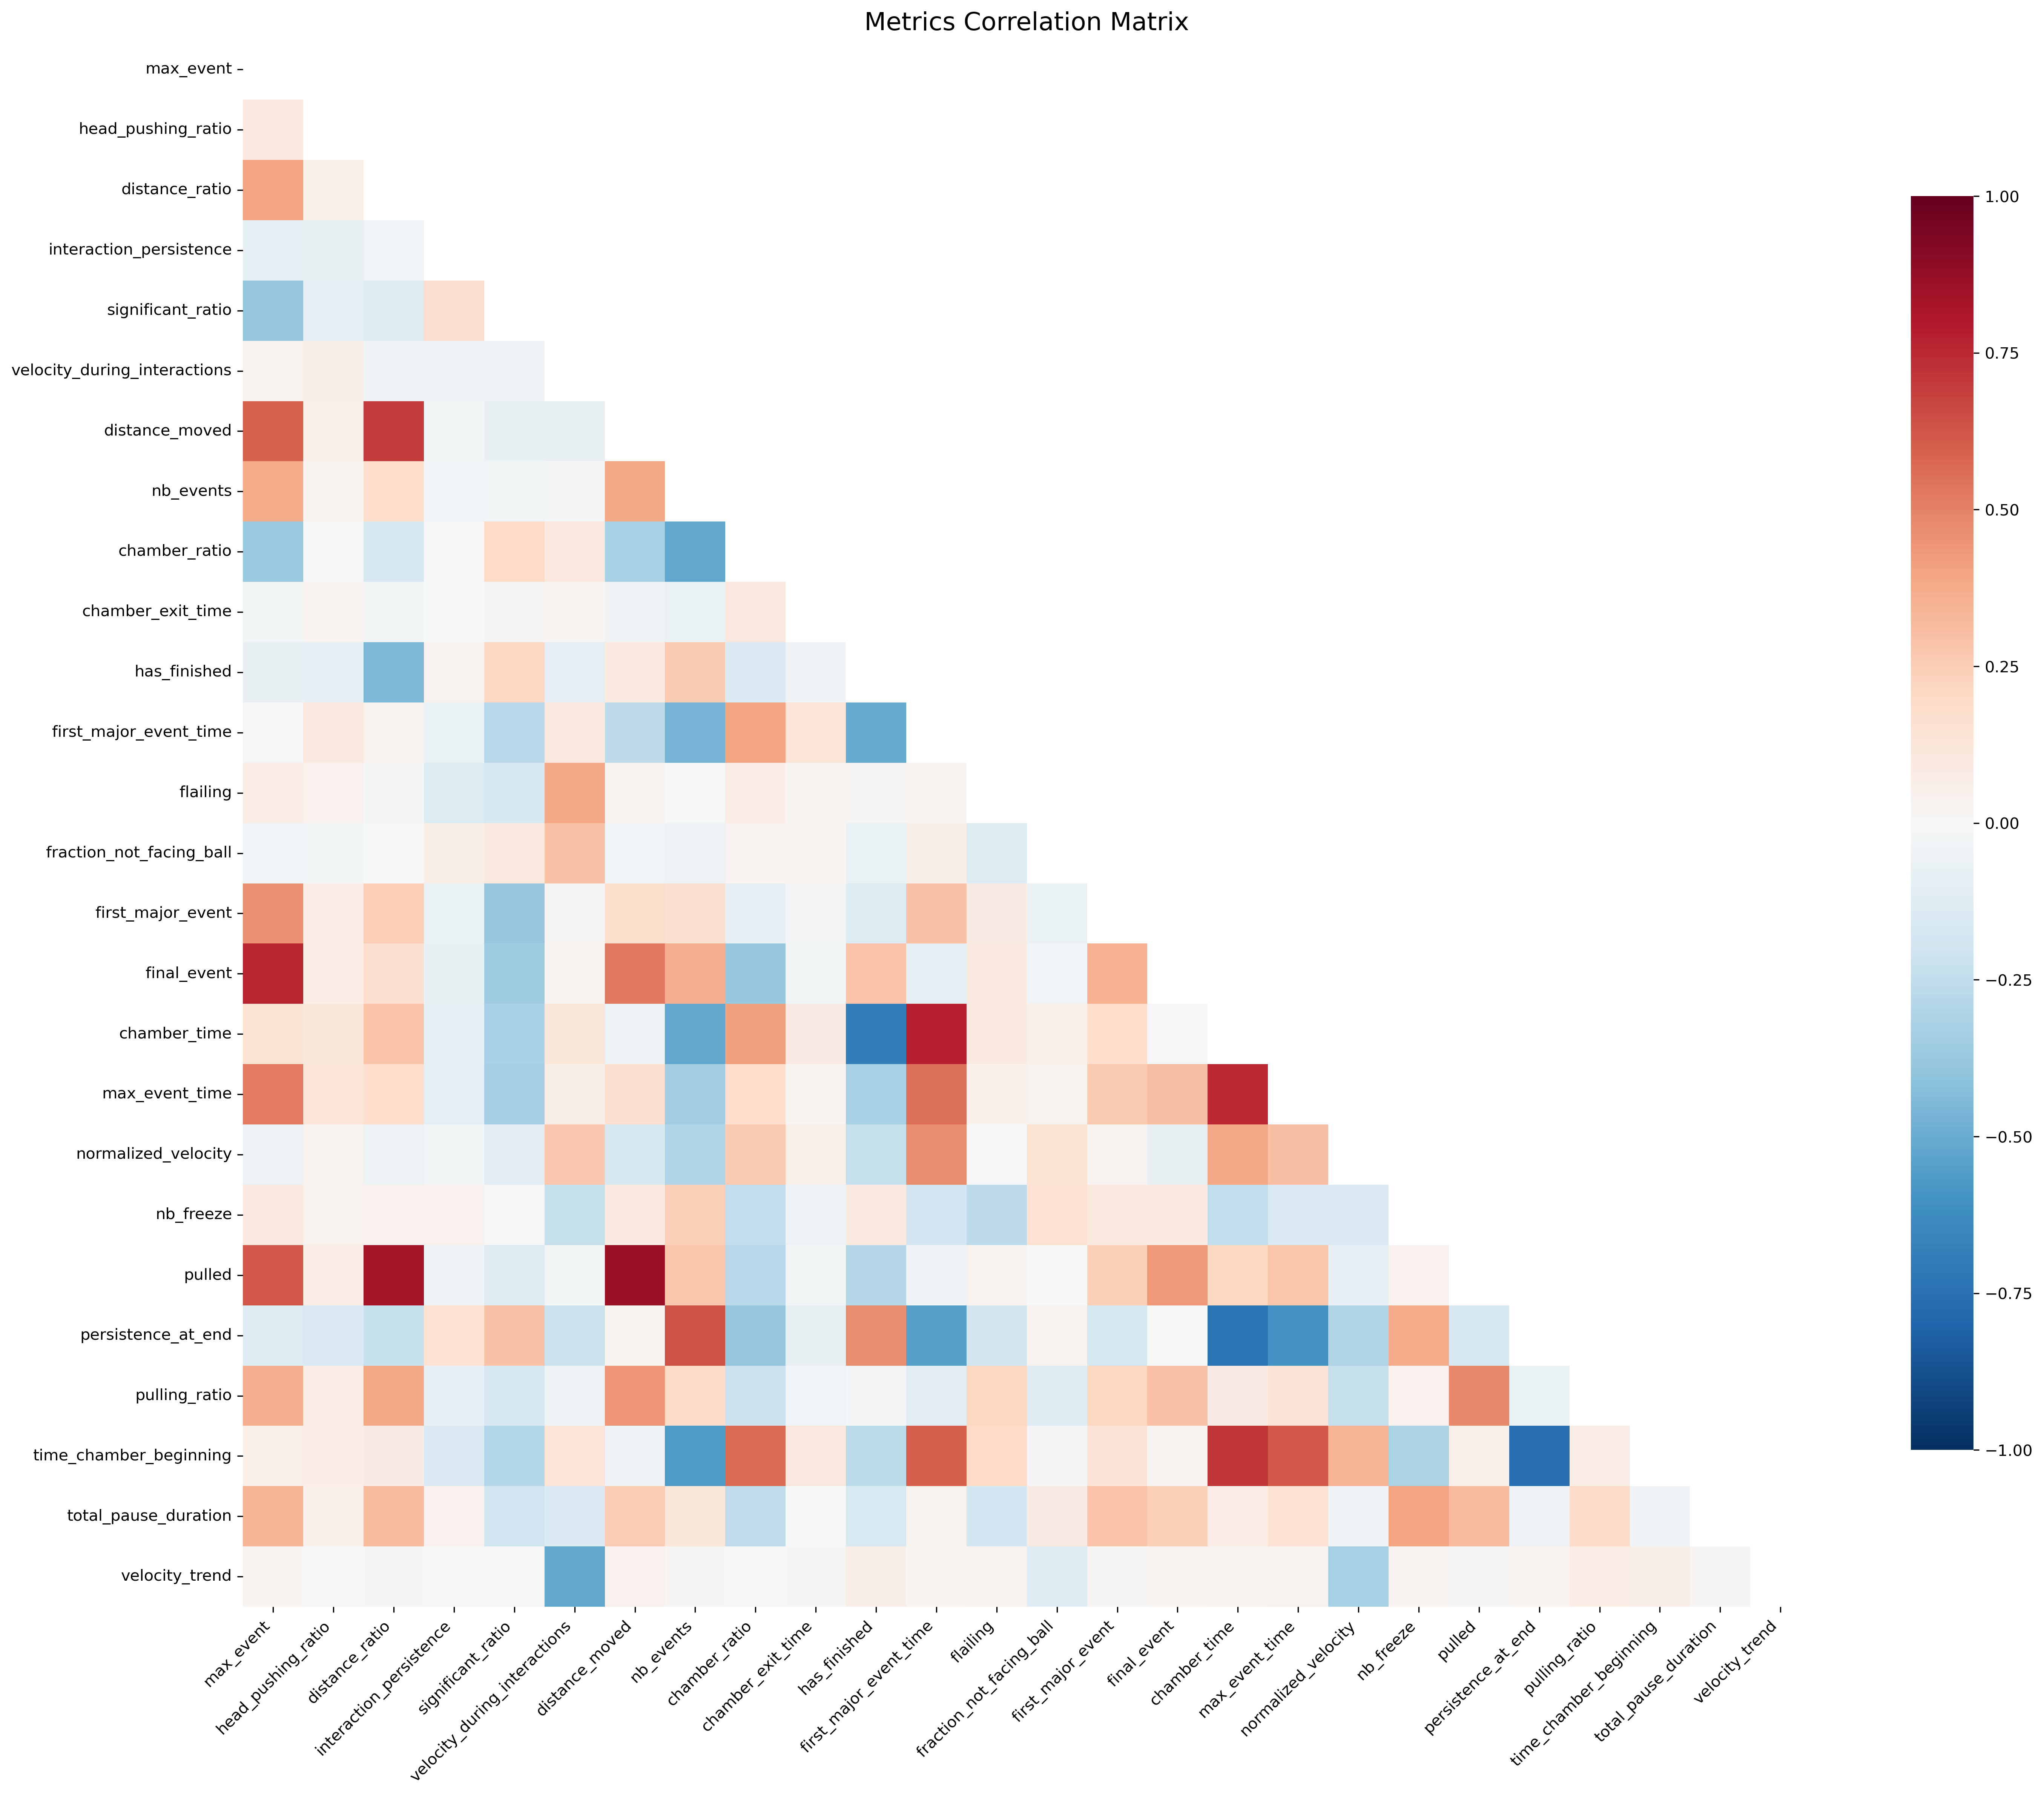 Metrics Correlation Matrix
max_event
head_pushing_ratio
distance_ratio
interaction_persistence
significant_ratio
velocity_during_interactions
distance_moved
nb_events
chamber_ratio
chamber_exit_time
has_finished
first_major_event_time
flailing
fraction_not_facing_ball
first_major_event
final_event
chamber_time
max_event_time
normalized_velocity
nb_freeze
pulled
persistence_at_end
pulling_ratio
time_chamber_beginning
total_pause_duration
velocity_trend
max_event
head_pushing_ratio
distance_ratio
interaction_persistence
significant_ratio
velocity_during_interactions
distance_moved
nb_events
chamber_ratio
chamber_exit_time
has_finished
first_major_event_time
flailing
fraction_not_facing_ball
first_major_event
final_event
chamber_time
max_event_time
normalized_velocity
nb_freeze
pulled
persistence_at_end
pulling_ratio
time_chamber_beginning
total_pause_duration
velocity_trend
1.00
0.75
0.50
0.25
0.00
−0.25
−0.50
−0.75
−1.00